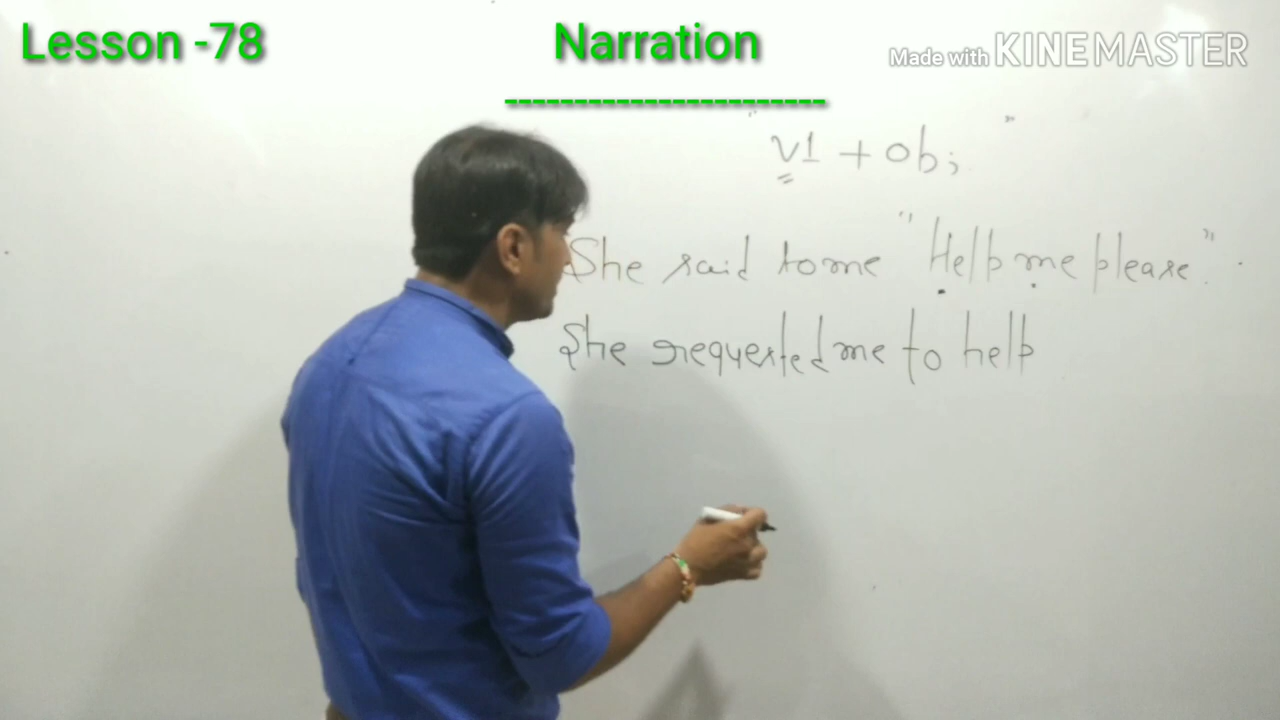 Lesson -78
Narration
Made with KINEMASTER
-----------------------
" V1 + ob; "
She said to me "Help me please".
She requested me to help